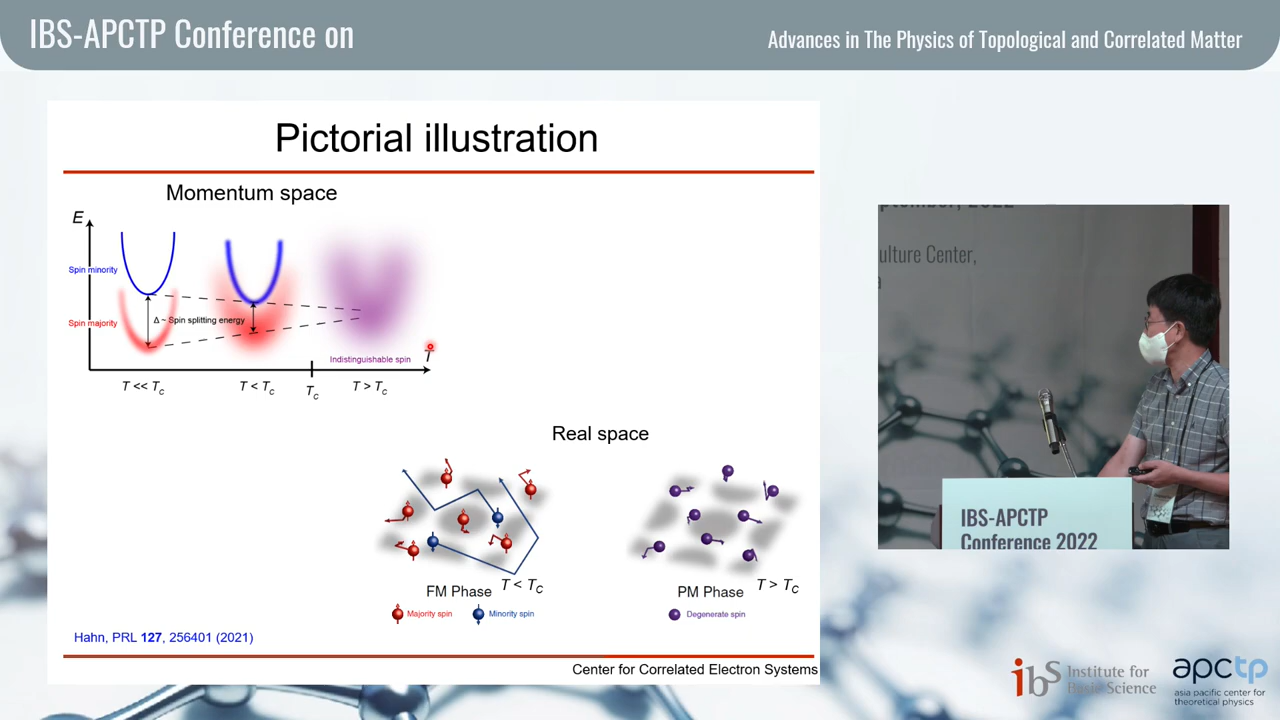 IBS-APCTP Conference on
Advances in The Physics of Topological and Correlated Matter
Pictorial illustration
Momentum space
E
Spin minority
Δ ~ Spin splitting energy
Spin majority
Indistinguishable spin
T
T << Tc
T < Tc
Tc
T > Tc
Real space
FM Phase
T < TC
PM Phase
T > TC
Majority spin
Minority spin
Degenerate spin
Hahn, PRL 127, 256401 (2021)
Center for Correlated Electron Systems
2022
ulture Center,
IBS-APCTP
Conference 2022
ibs Institute for
Basic Science
apctp
asia pacific center for
theoretical physics